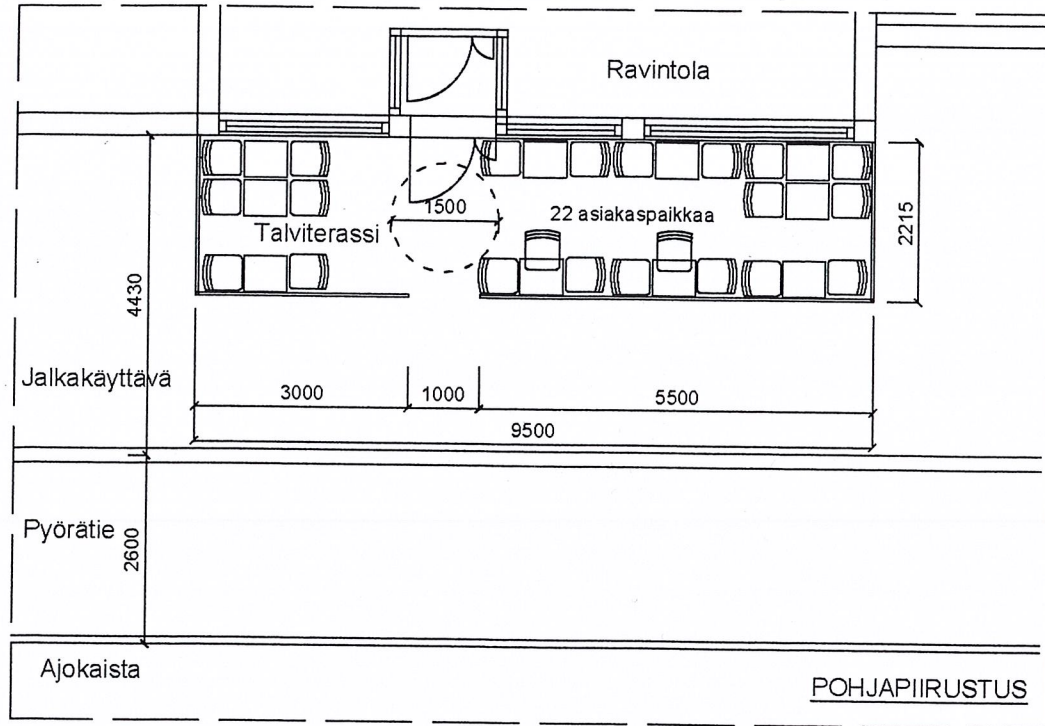 Ravintola
1500
22 asiakaspaikkaa
Talviterassi
2215
4430
Jalkakäyttävä
3000
1000
5500
9500
Pyörätie
2600
Ajokaista
POHJAPIIRUSTUS